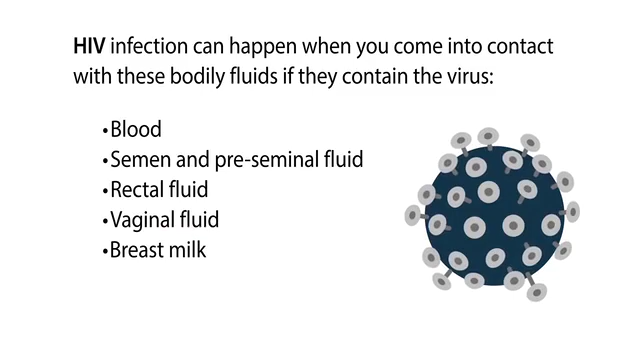 HIV infection can happen when you come into contact
with these bodily fluids if they contain the virus:
•Blood
•Semen and pre-seminal fluid
•Rectal fluid
•Vaginal fluid
•Breast milk